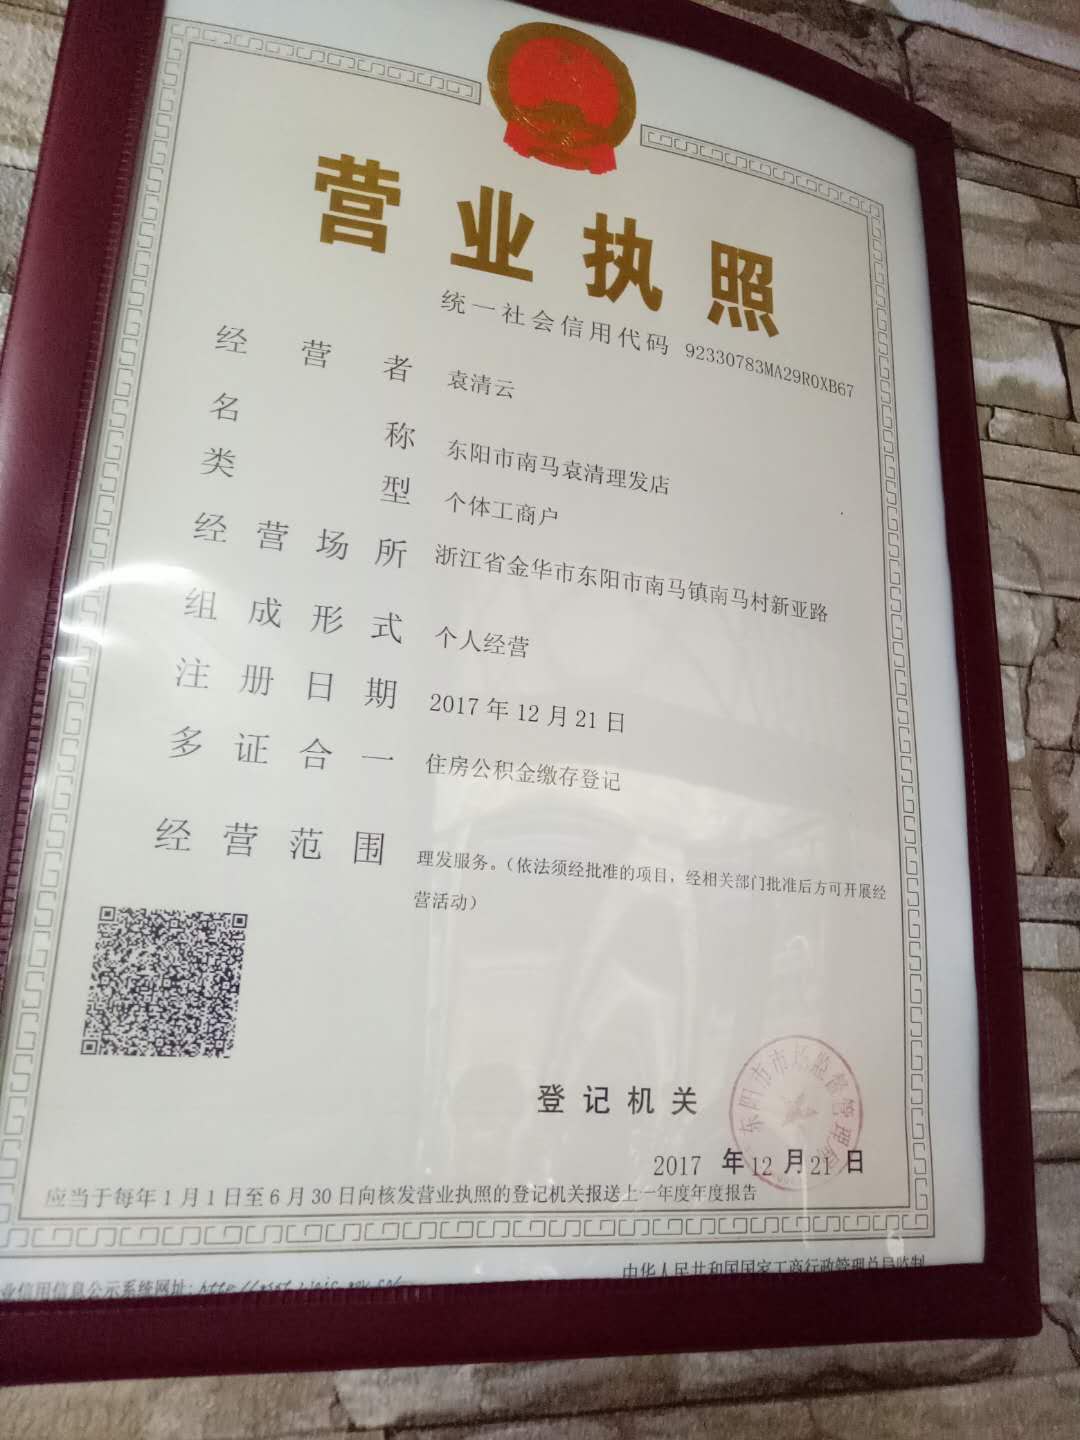 营业执照
统一社会信用代码 92330783MA29R0XB67
经营者 袁清云
名称 东阳市南马袁清理发店
类型 个体工商户
经营场所 浙江省金华市东阳市南马镇南马村新亚路
组成形式 个人经营
注册日期 2017年12月21日
多证合一 住房公积金缴存登记
经营范围 理发服务。（依法须经批准的项目，经相关部门批准后方可开展经
营活动）
东阳市市场监督管理局
登记机关
2017 年 12 月 21 日
应当于每年1月1日至6月30日向核发营业执照的登记机关报送上一年度年度报告
业信用信息公示系统网址：
中华人民共和国国家工商行政管理总局监制